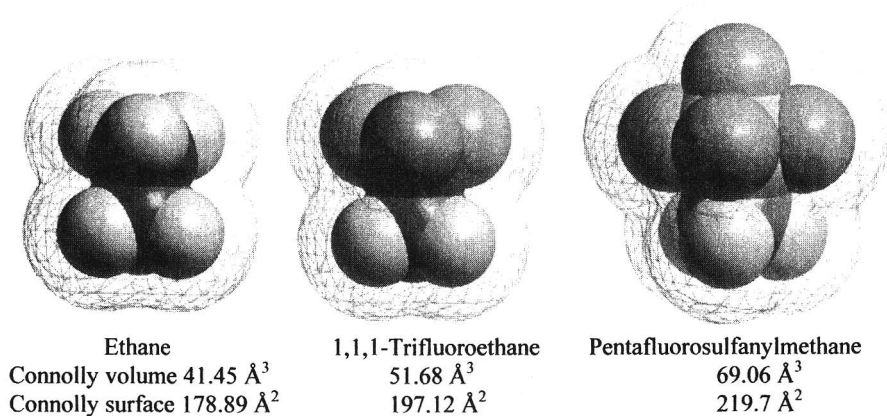 Ethane 1,1,1-Trifluoroethane Pentafluorosulfanylmethane
Connolly volume 41.45 Å³ 51.68 Å³ 69.06 Å³
Connolly surface 178.89 Å² 197.12 Å² 219.7 Å²